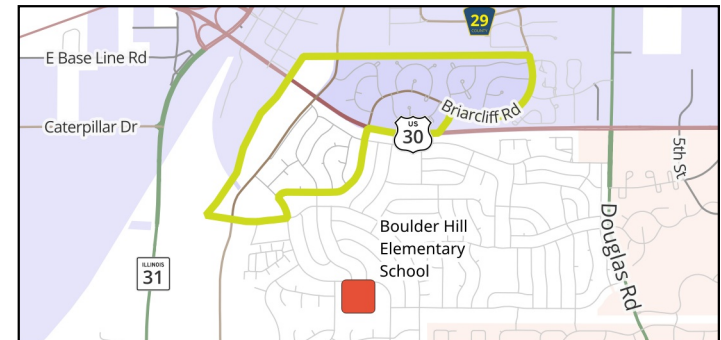 29
COUNTY
E Base Line Rd
Caterpillar Dr
Briarcliff Rd
US
30
5th St
Douglas Rd
Boulder Hill
Elementary
School
ILLINOIS
31